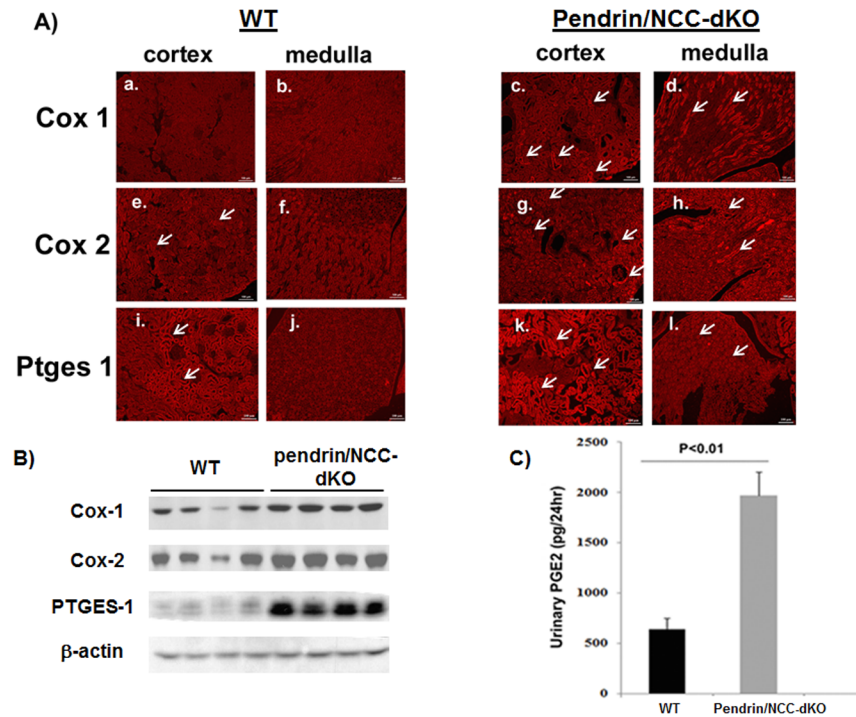 A)
WT
Pendrin/NCC-dKO
cortex medulla
cortex medulla
Cox 1
a. b. c. d.
Cox 2
e. f. g. h.
Ptges 1
i. j. k. l.
B)
WT
pendrin/NCC-
dKO
Cox-1
Cox-2
PTGES-1
β-actin
C)
P<0.01
Urinary PGE2 (pg/24hr)
2500
2000
1500
1000
500
0
WT Pendrin/NCC-dKO